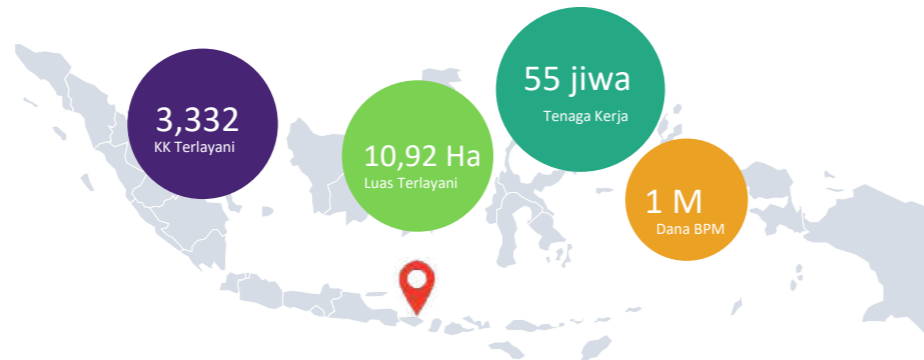 3,332
KK Terlayani
10,92 Ha
Luas Terlayani
55 jiwa
Tenaga Kerja
1 M
Dana BPM